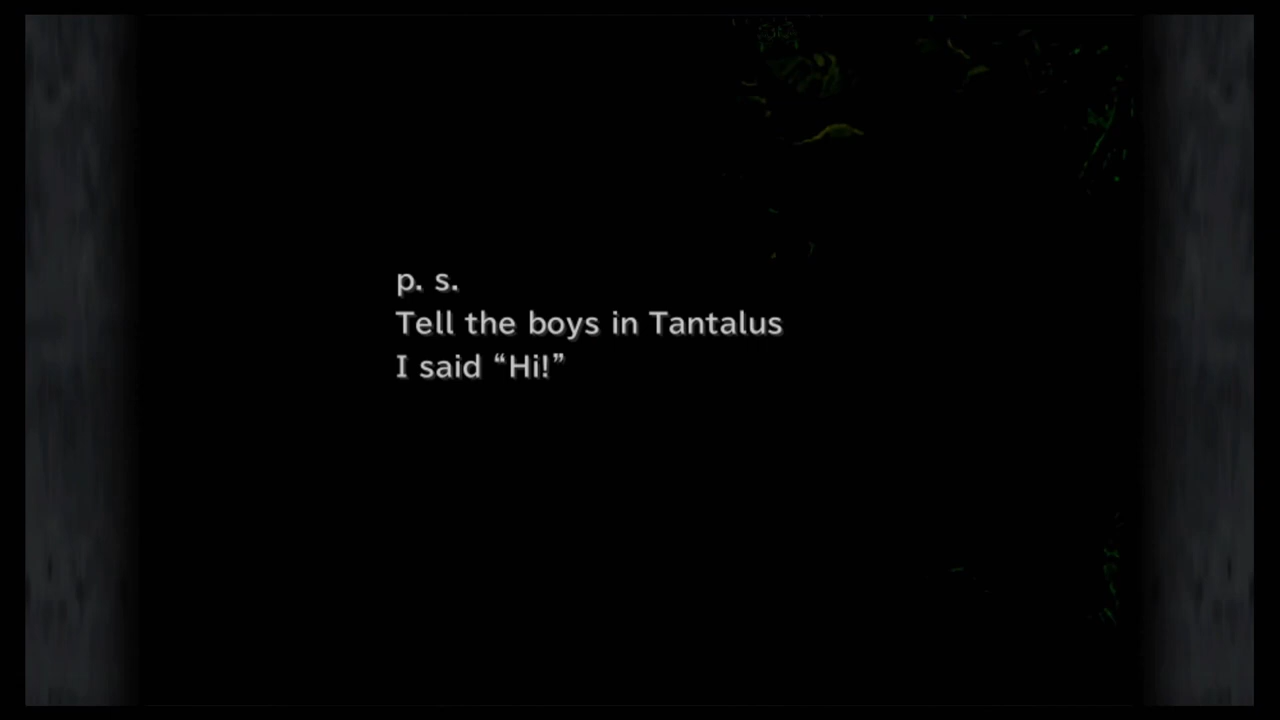 p. s.
Tell the boys in Tantalus
I said “Hi!”